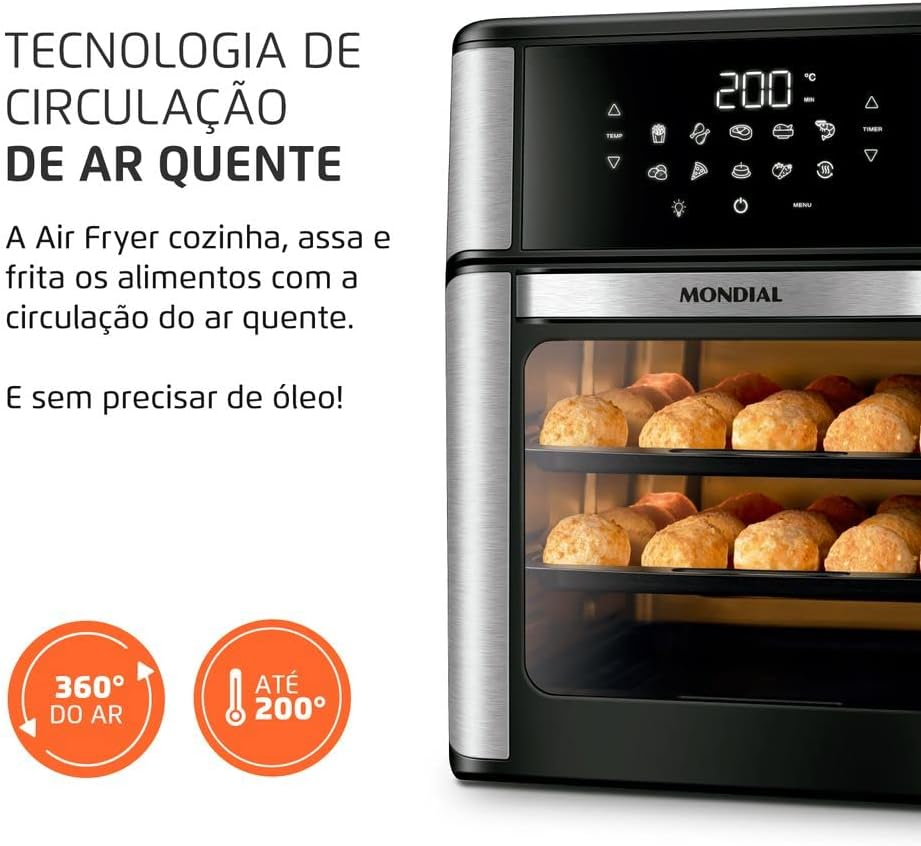 TECNOLOGIA DE
CIRCULAÇÃO
DE AR QUENTE
A Air Fryer cozinha, assa e
frita os alimentos com a
circulação do ar quente.
E sem precisar de óleo!
360°
DO AR
ATÉ
200°
200 °C
MIN
TEMP
TIMER
MENU
MONDIAL